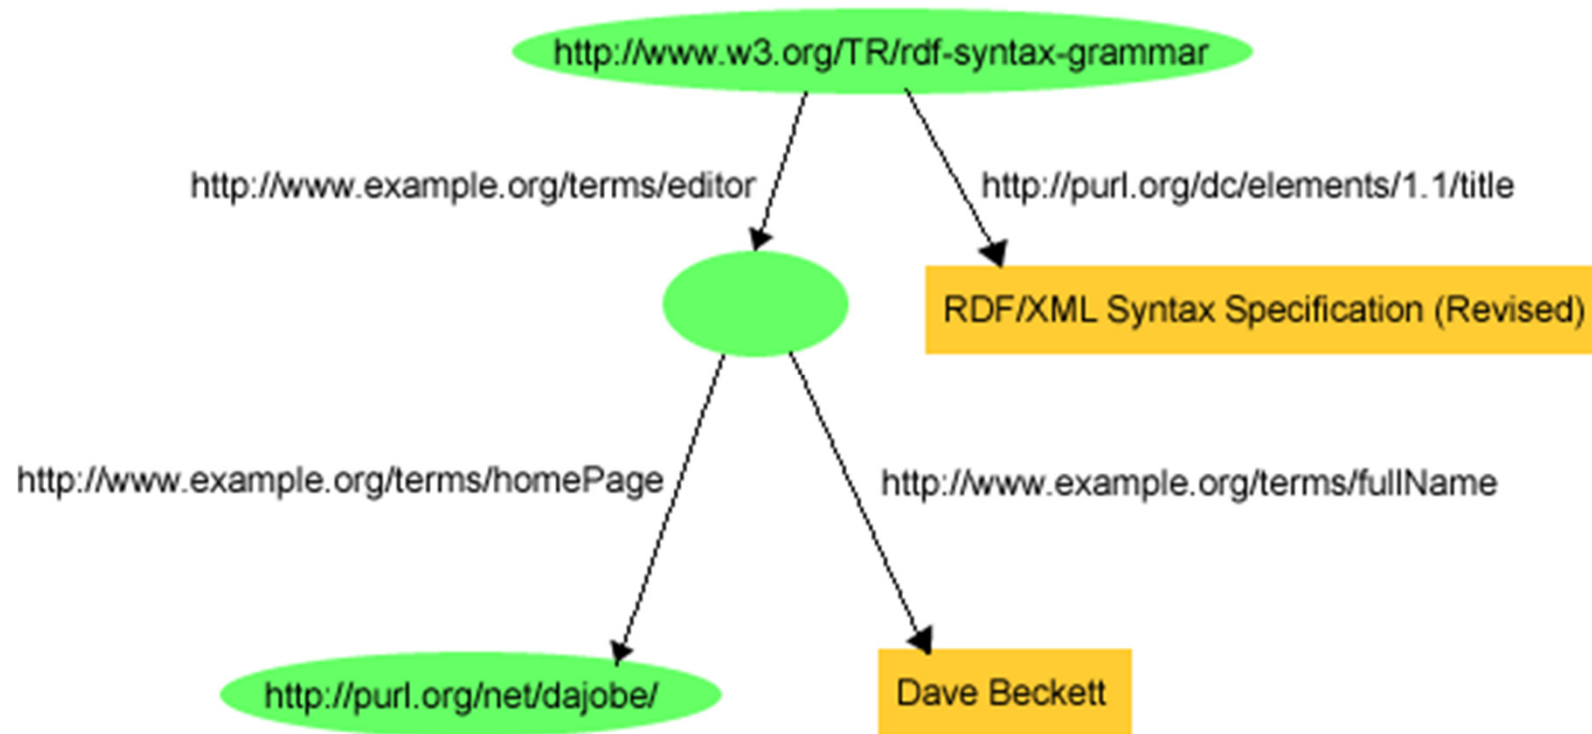 http://www.w3.org/TR/rdf-syntax-grammar
http://www.example.org/terms/editor
http://purl.org/dc/elements/1.1/title
RDF/XML Syntax Specification (Revised)
http://www.example.org/terms/homePage
http://www.example.org/terms/fullName
http://purl.org/net/dajobe/
Dave Beckett